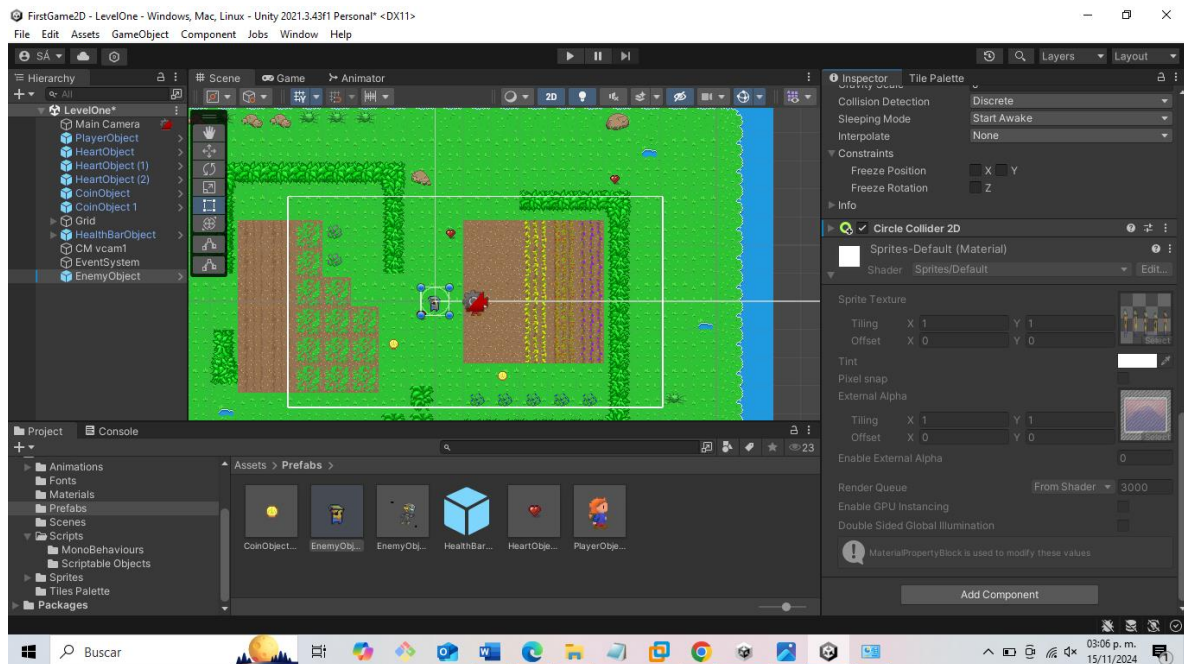 FirstGame2D - LevelOne - Windows, Mac, Linux - Unity 2021.3.43f1 Personal* <DX11>
File Edit Assets GameObject Component Jobs Window Help
SÁ Layers Layout
Hierarchy
All
LevelOne*
Main Camera
PlayerObject
HeartObject
HeartObject (1)
HeartObject (2)
CoinObject
CoinObject 1
Grid
HealthBarObject
CM vcam1
EventSystem
EnemyObject
Scene Game Animator
2D
Inspector Tile Palette
Collision Detection Discrete
Sleeping Mode Start Awake
Interpolate None
Constraints
Freeze Position X Y
Freeze Rotation Z
Info
Circle Collider 2D
Sprites-Default (Material)
Shader Sprites/Default Edit...
Sprite Texture
Tiling X 1 Y 1
Offset X 0 Y 0 Select
Tint
Pixel snap
External Alpha
Tiling X 1 Y 1
Offset X 0 Y 0 Select
Enable External Alpha 0
Render Queue From Shader 3000
Enable GPU Instancing
Double Sided Global Illumination
MaterialPropertyBlock is used to modify these values
Add Component
Project Console
23
Animations
Fonts
Materials
Prefabs
Scenes
Scripts
MonoBehaviours
Scriptable Objects
Sprites
Tiles Palette
Packages
Assets > Prefabs >
CoinObject... EnemyObj... EnemyObj... HealthBar... HeartObje... PlayerObje...
Buscar
03:06 p. m.
15/11/2024